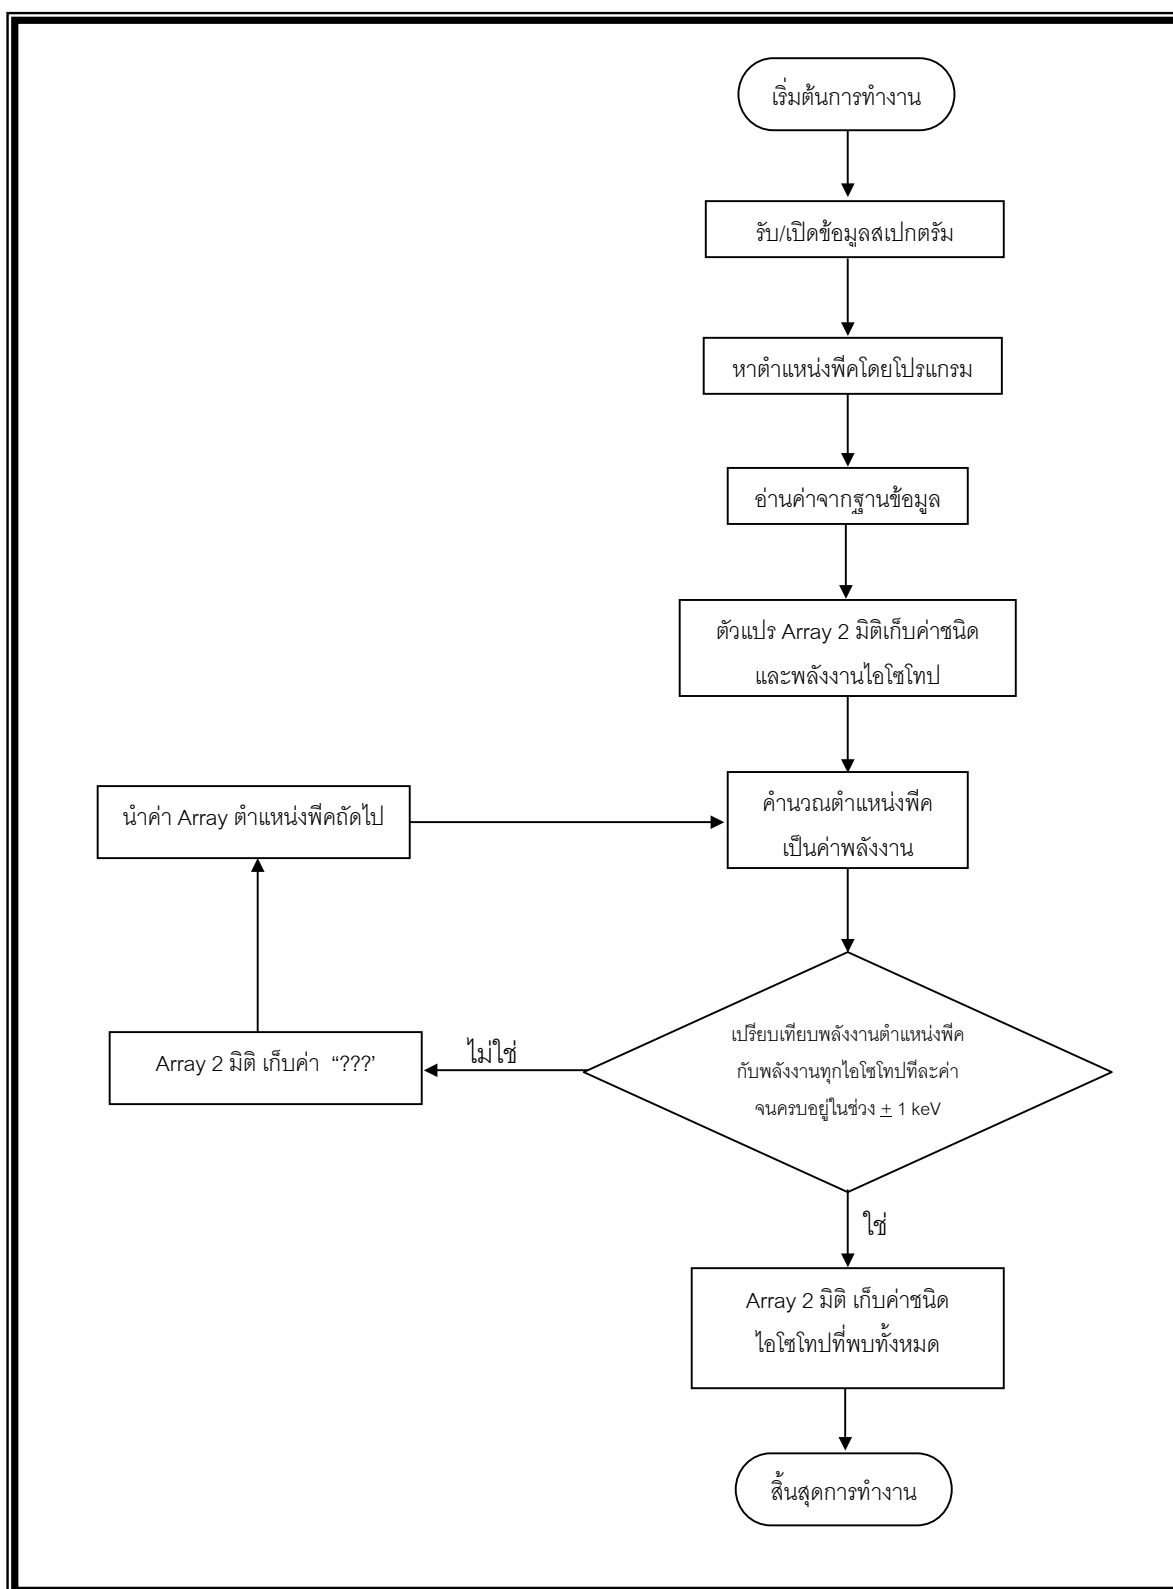 เริ่มต้นการทำงาน
รับ/เปิดข้อมูลสเปกตรัม
หาตำแหน่งพีคโดยโปรแกรม
อ่านค่าจากฐานข้อมูล
ตัวแปร Array 2 มิติเก็บค่าชนิด
และพลังงานไอโซโทป
นำค่า Array ตำแหน่งพีคถัดไป
คำนวณตำแหน่งพีค
เป็นค่าพลังงาน
เปรียบเทียบพลังงานตำแหน่งพีค
กับพลังงานทุกไอโซโทปทีละค่า
จนครบอยู่ในช่วง ± 1 keV
ไม่ใช่
Array 2 มิติ เก็บค่า “???’
ใช่
Array 2 มิติ เก็บค่าชนิด
ไอโซโทปที่พบทั้งหมด
สิ้นสุดการทำงาน